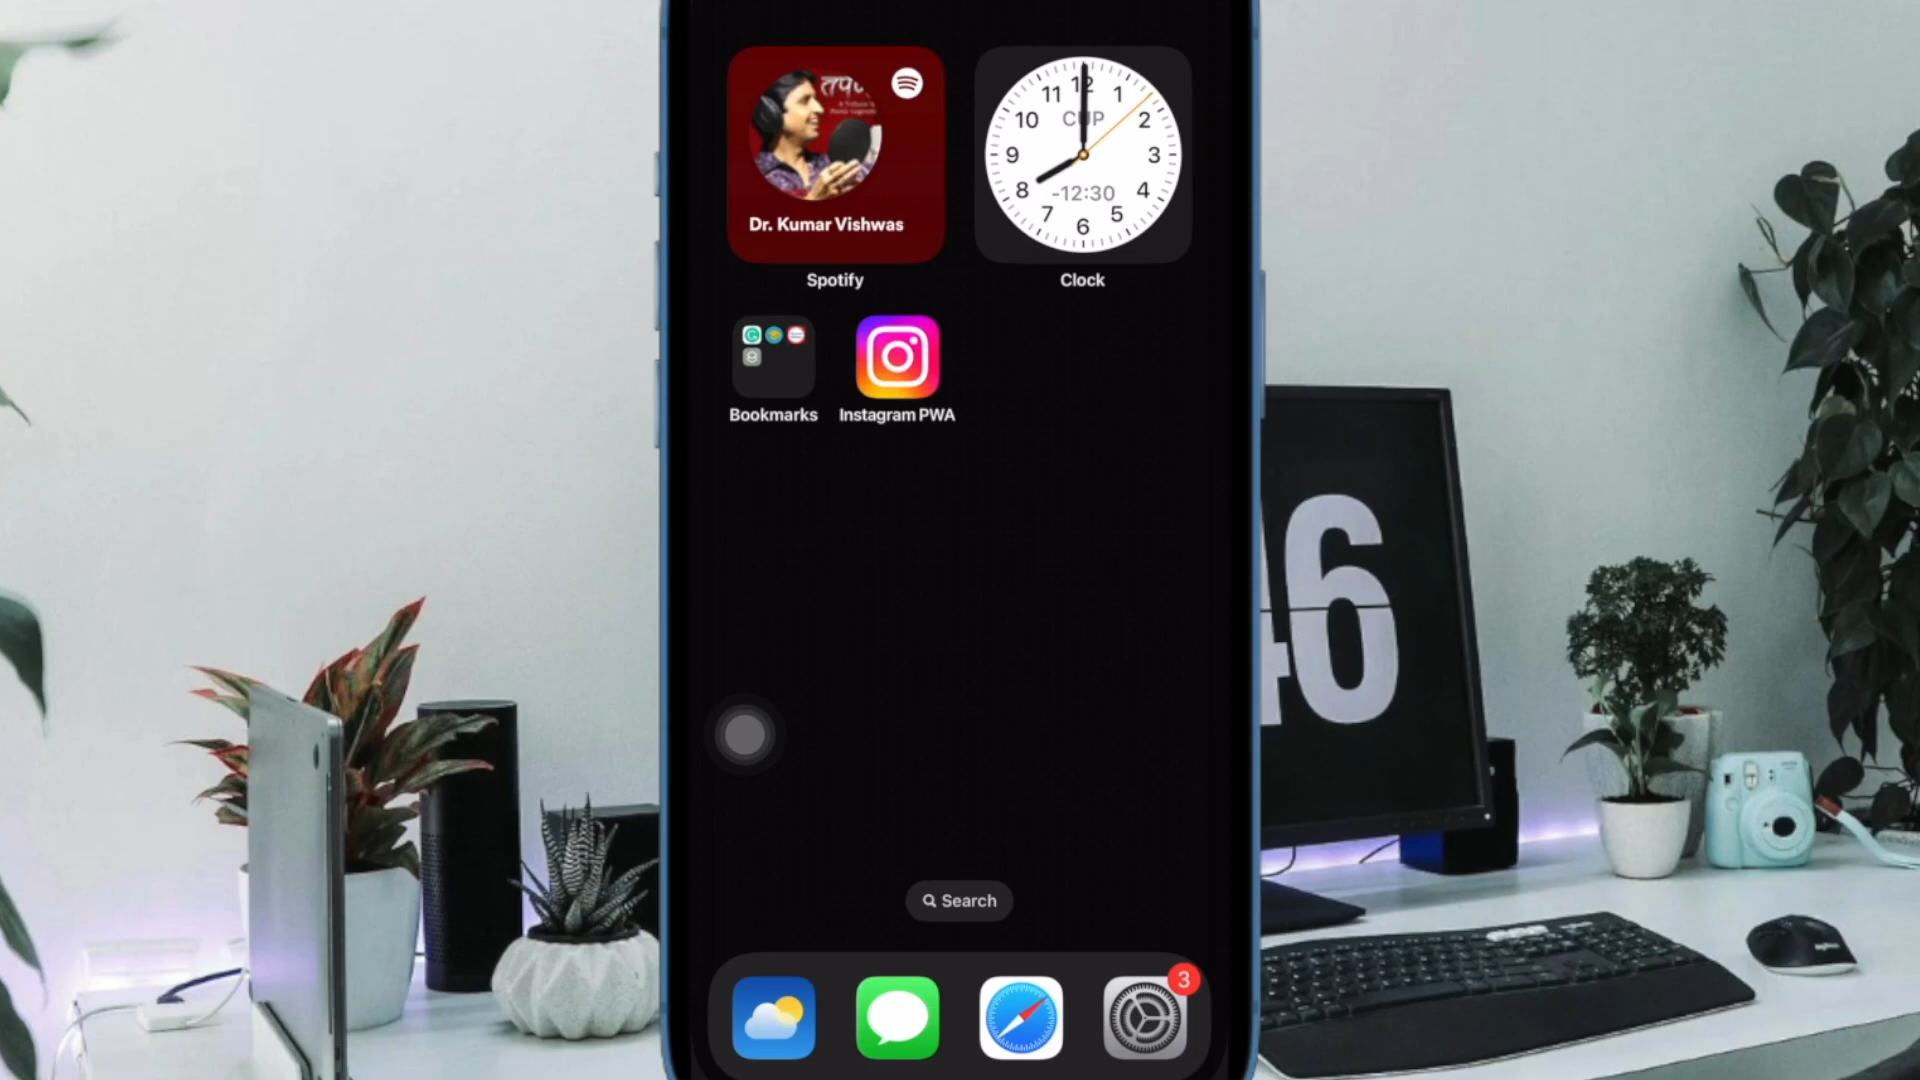 तप
Dr. Kumar Vishwas
Spotify
12
11
1
10
CUP
2
9
3
8
-12:30
4
7
5
6
Clock
Bookmarks
Instagram PWA
46
Search
3